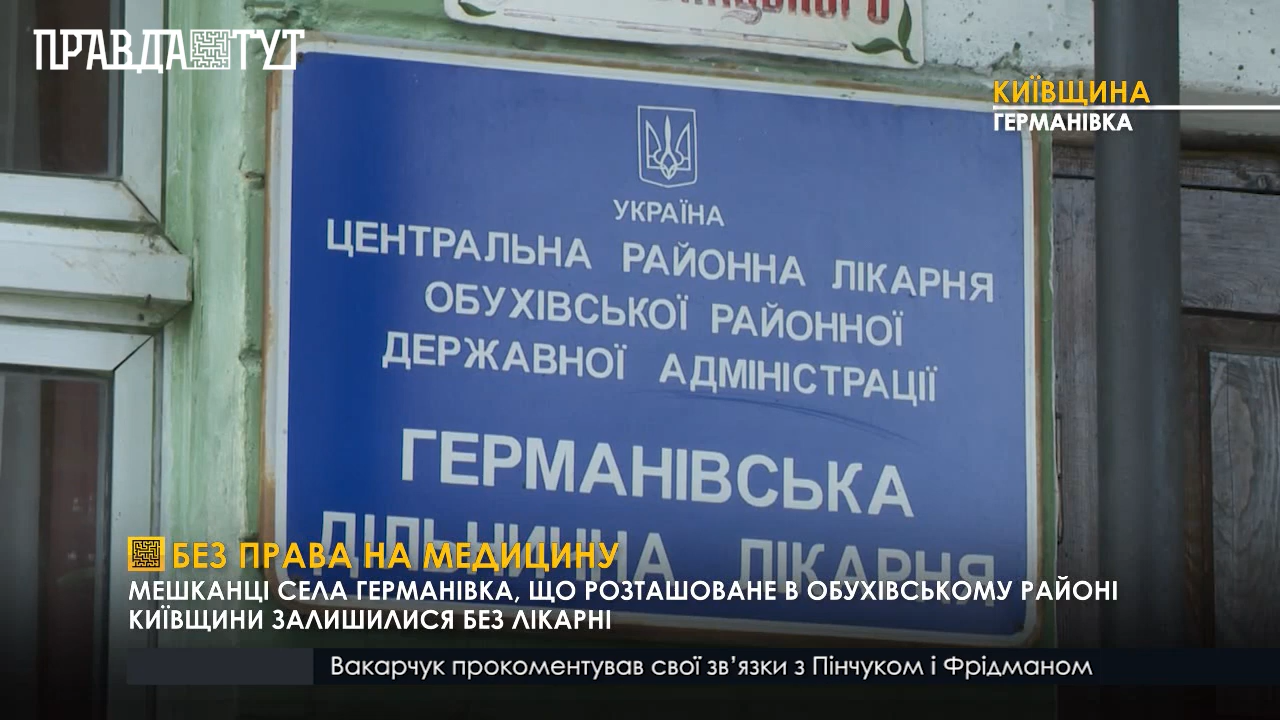 ПРАВДА ТУТ
КИЇВЩИНА
ГЕРМАНІВКА
УКРАЇНА
ЦЕНТРАЛЬНА РАЙОННА ЛІКАРНЯ
ОБУХІВСЬКОЇ РАЙОННОЇ
ДЕРЖАВНОЇ АДМІНІСТРАЦІЇ
ГЕРМАНІВСЬКА
ДІЛЬНИЧНА ЛІКАРНЯ
БЕЗ ПРАВА НА МЕДИЦИНУ
МЕШКАНЦІ СЕЛА ГЕРМАНІВКА, ЩО РОЗТАШОВАНЕ В ОБУХІВСЬКОМУ РАЙОНІ
КИЇВЩИНИ ЗАЛИШИЛИСЯ БЕЗ ЛІКАРНІ
Вакарчук прокоментував свої зв’язки з Пінчуком і Фрідманом